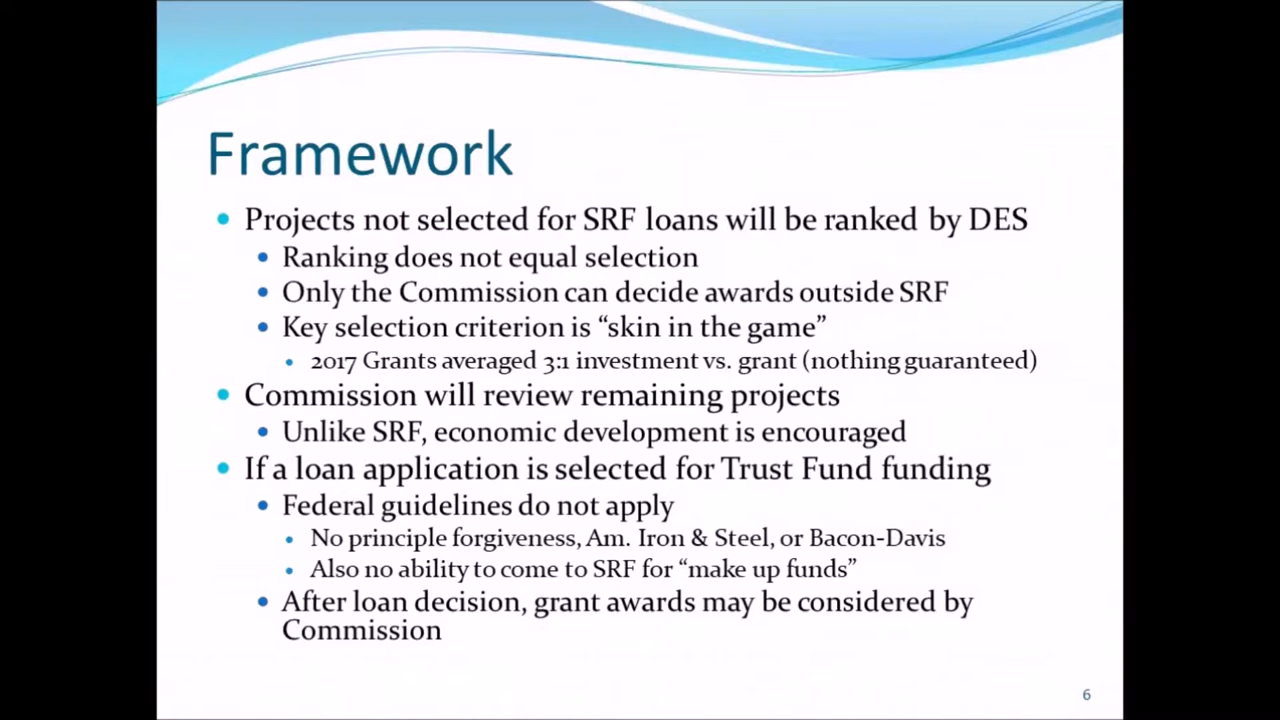 Framework
Projects not selected for SRF loans will be ranked by DES
Ranking does not equal selection
Only the Commission can decide awards outside SRF
Key selection criterion is “skin in the game”
2017 Grants averaged 3:1 investment vs. grant (nothing guaranteed)
Commission will review remaining projects
Unlike SRF, economic development is encouraged
If a loan application is selected for Trust Fund funding
Federal guidelines do not apply
No principle forgiveness, Am. Iron & Steel, or Bacon-Davis
Also no ability to come to SRF for “make up funds”
After loan decision, grant awards may be considered by
Commission
6